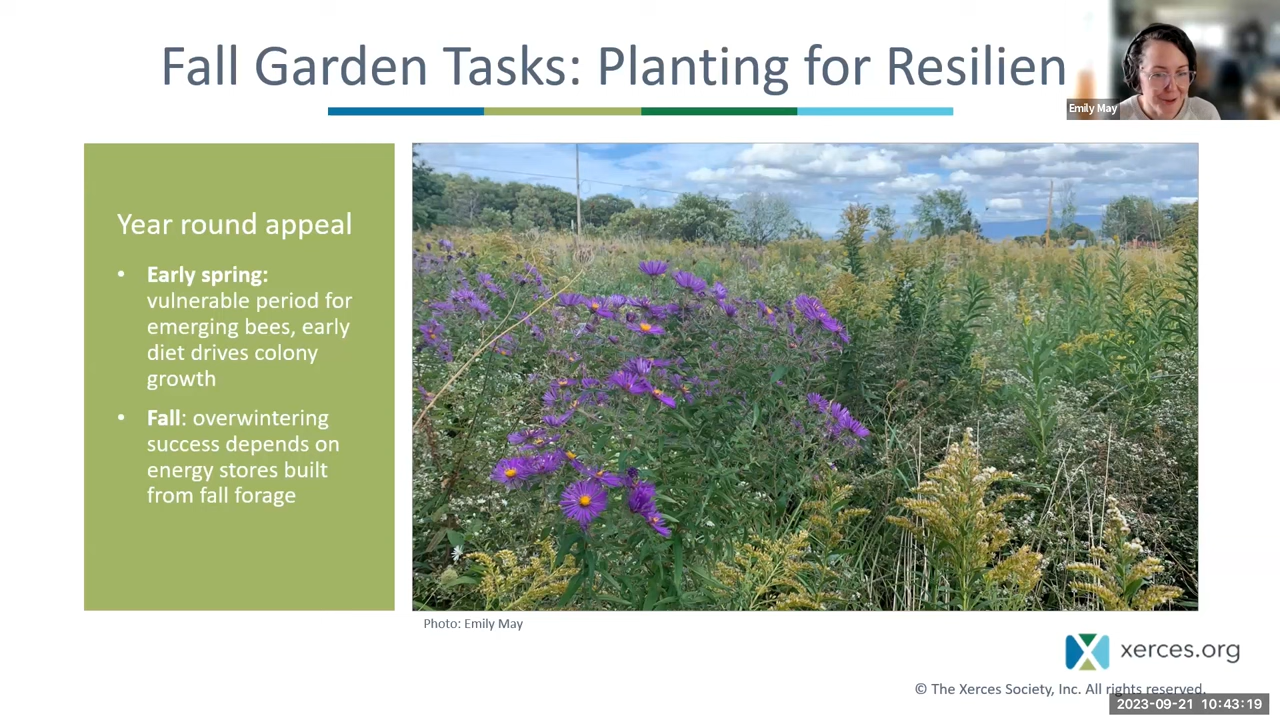 Fall Garden Tasks: Planting for Resilien
Emily May
Year round appeal
• Early spring:
vulnerable period for
emerging bees, early
diet drives colony
growth
• Fall: overwintering
success depends on
energy stores built
from fall forage
Photo: Emily May
xerces.org
© The Xerces Society, Inc. All rights reserved.
2023-09-21 10:43:19